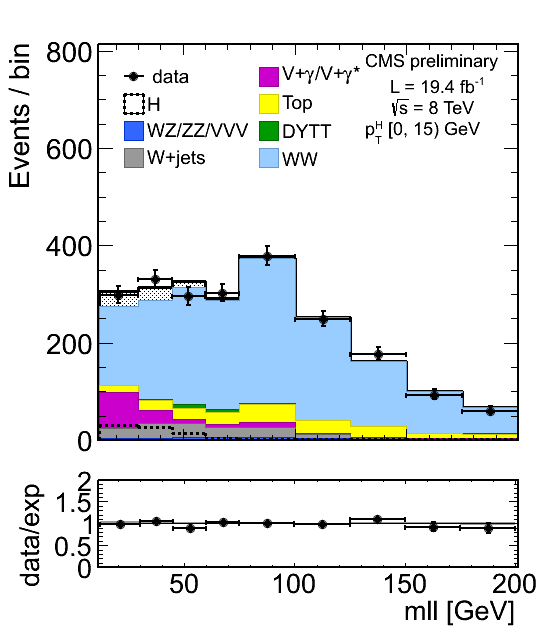 Events / bin
800
600
400
200
0
data
H
WZ/ZZ/VVV
W+jets
V+γ/V+γ*
Top
DYTT
WW
CMS preliminary
L = 19.4 fb⁻¹
√s = 8 TeV
p_T^H [0, 15) GeV
data/exp
2
1.5
1
0.5
0
50 100 150 200
mll [GeV]